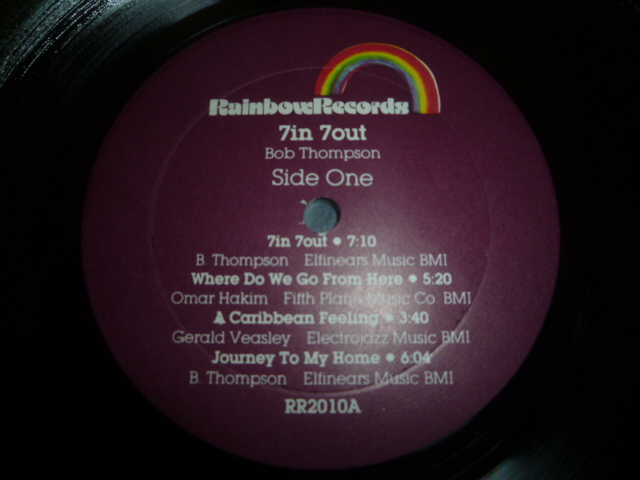 RainbowRecords
7in 7out
Bob Thompson
Side One
7in 7out • 7:10
B. Thompson Elfinears Music BMI
Where Do We Go From Here • 5:20
Omar Hakim Fifth Plane Music Co. BMI
A Caribbean Feeling • 3:40
Gerald Veasley Electrojazz Music BMI
Journey To My Home • 6:04
B. Thompson Elfinears Music BMI
RR2010A